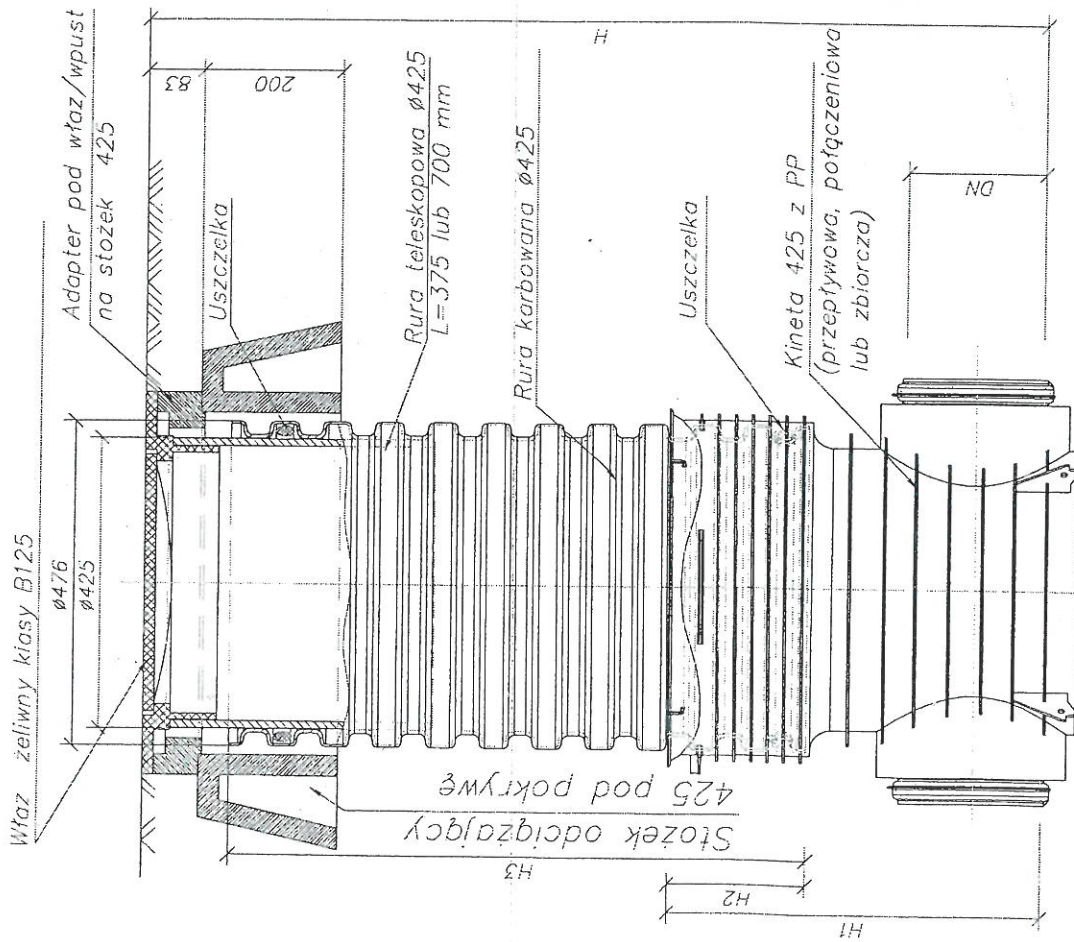 Właz żeliwny klasy B125
ø476
ø425
Adapter pod właz/wpust
na stożek 425
Uszczelka
83
200
H
Rura teleskopowa ø425
L=375 lub 700 mm
Rura karbowana ø425
Stożek odciążający
425 pod pokrywę
Uszczelka
Kineta 425 z PP
(przepływowa, połączeniowa
lub zbiorcza)
DN
H3
H2
H1